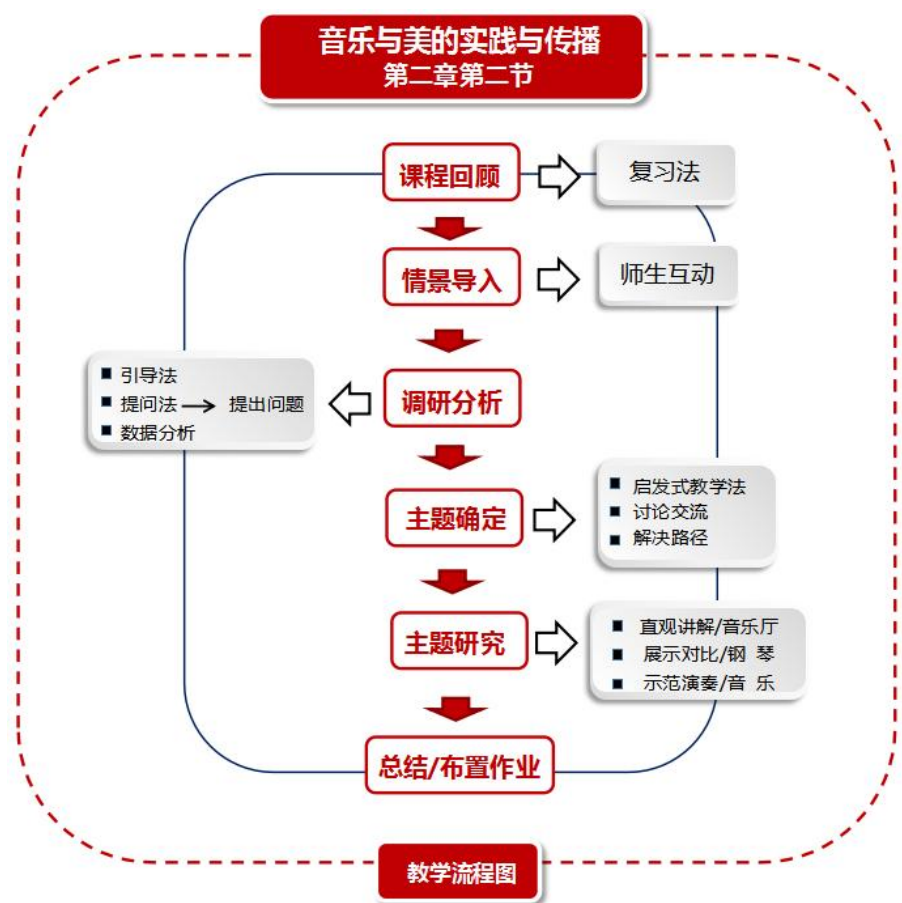 音乐与美的实践与传播
第二章第二节
课程回顾
复习法
情景导入
师生互动
调研分析
引导法
提问法 → 提出问题
数据分析
主题确定
启发式教学法
讨论交流
解决路径
主题研究
直观讲解/音乐厅
展示对比/钢 琴
示范演奏/音 乐
总结/布置作业
教学流程图